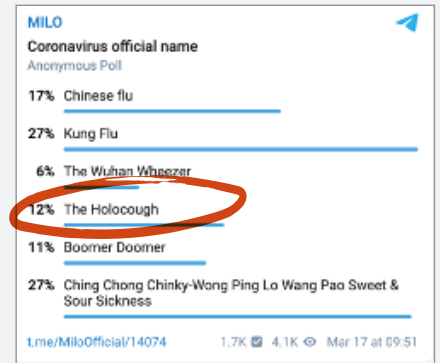 MILO
Coronavirus official name
Anonymous Poll
17% Chinese flu
27% Kung Flu
6% The Wuhan Wheezer
12% The Holocough
11% Boomer Doomer
27% Ching Chong Chinky-Wong Ping Lo Wang Pao Sweet &
Sour Sickness
t.me/MiloOfficial/14074 1.7K 4.1K Mar 17 at 09:51